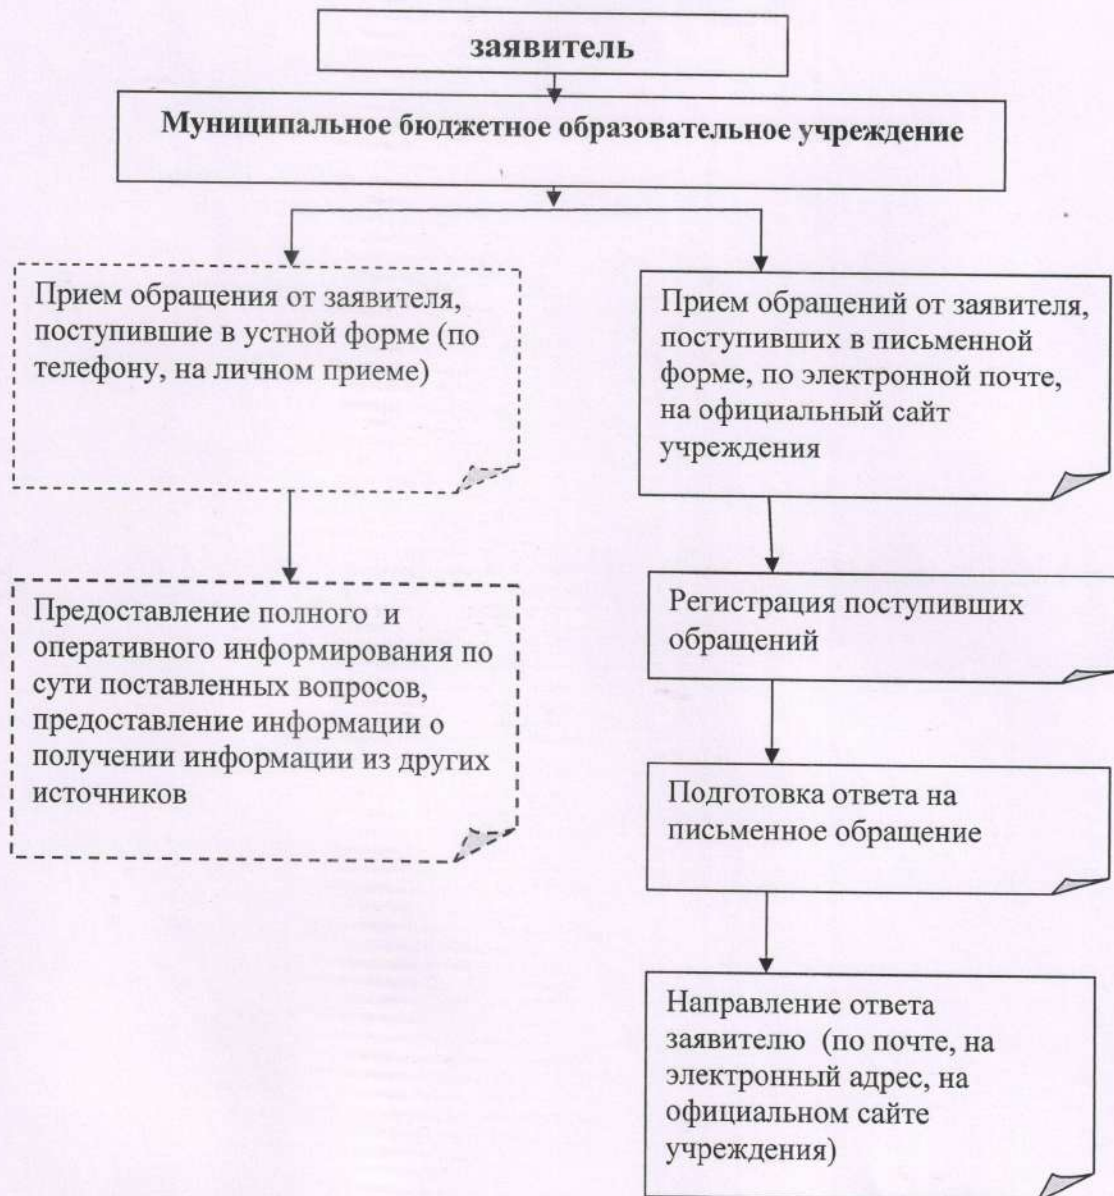 заявитель
Муниципальное бюджетное образовательное учреждение
Прием обращения от заявителя,
поступившие в устной форме (по
телефону, на личном приеме)
Предоставление полного и
оперативного информирования по
сути поставленных вопросов,
предоставление информации о
получении информации из других
источников
Прием обращений от заявителя,
поступивших в письменной
форме, по электронной почте,
на официальный сайт
учреждения
Регистрация поступивших
обращений
Подготовка ответа на
письменное обращение
Направление ответа
заявителю (по почте, на
электронный адрес, на
официальном сайте
учреждения)